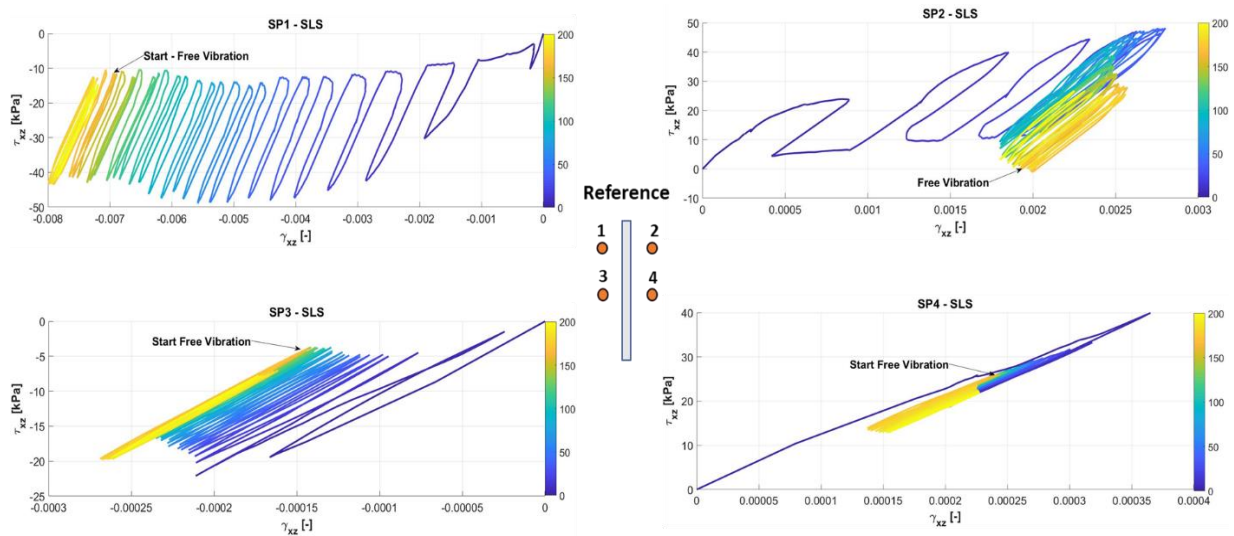 SP1 - SLS
0
-10
-20
-30
-40
-50
τxz [kPa]
Start - Free Vibration
-0.008 -0.007 -0.006 -0.005 -0.004 -0.003 -0.002 -0.001 0
γxz [-]
200
150
100
50
0
SP2 - SLS
50
40
30
20
10
0
-10
τxz [kPa]
Free Vibration
0 0.0005 0.001 0.0015 0.002 0.0025 0.003
γxz [-]
200
150
100
50
0
Reference
1 2
3 4
SP3 - SLS
0
-5
-10
-15
-20
-25
τxz [kPa]
Start Free Vibration
-0.0003 -0.00025 -0.0002 -0.00015 -0.0001 -0.00005 0
γxz [-]
200
150
100
50
0
SP4 - SLS
40
30
20
10
0
τxz [kPa]
Start Free Vibration
0 0.00005 0.0001 0.00015 0.0002 0.00025 0.0003 0.00035 0.0004
γxz [-]
200
150
100
50
0